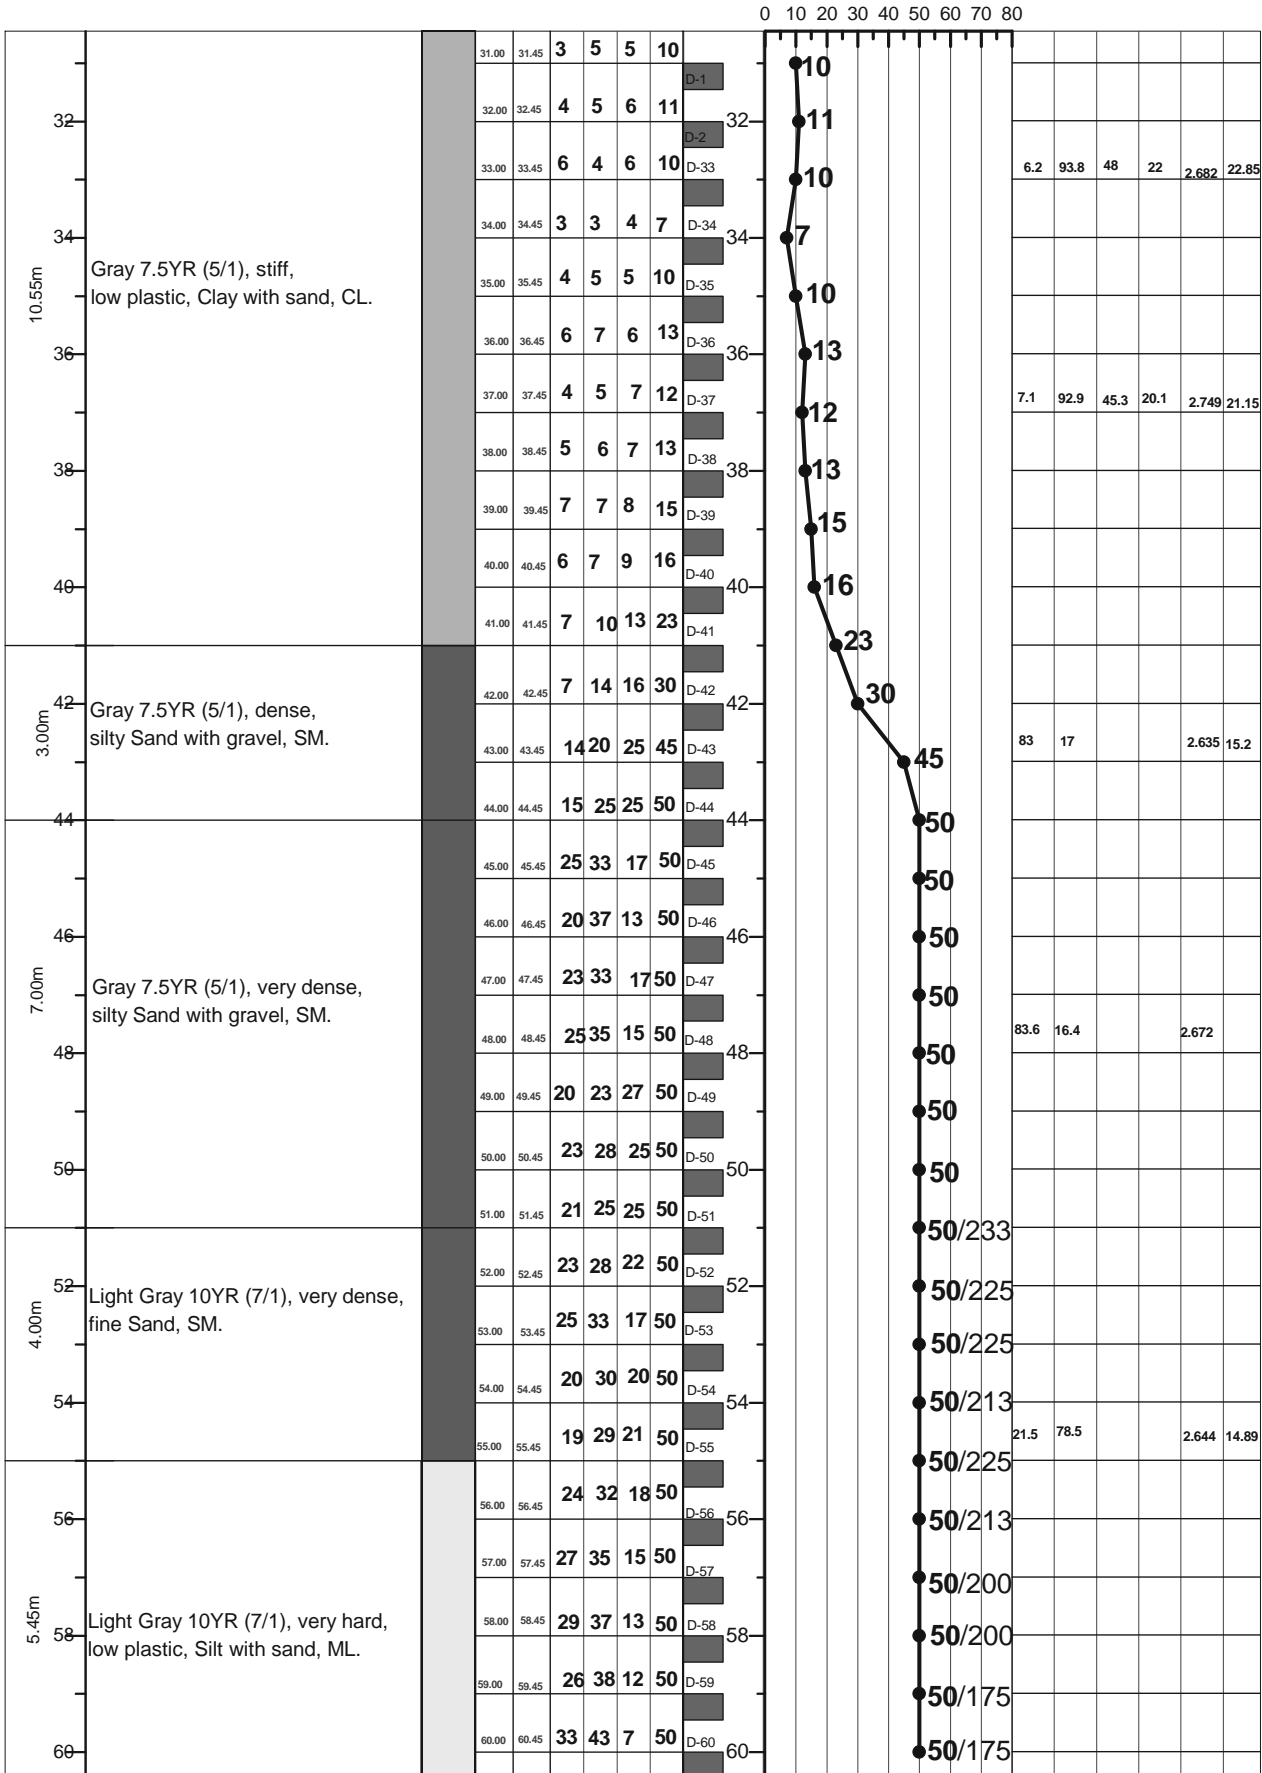 0 10 20 30 40 50 60 70 80
31.00 31.45 3 5 5 10
D-1
10
32.00 32.45 4 5 6 11
32 32 11
D-2
33.00 33.45 6 4 6 10 D-33 10 6.2 93.8 48 22 2.682 22.85
34.00 34.45 3 3 4 7 D-34
34 34 7
Gray 7.5YR (5/1), stiff,
low plastic, Clay with sand, CL.
10.55m
35.00 35.45 4 5 5 10 D-35 10
36.00 36.45 6 7 6 13 D-36
36 36 13
37.00 37.45 4 5 7 12 D-37 12 7.1 92.9 45.3 20.1 2.749 21.15
38.00 38.45 5 6 7 13 D-38
38 38 13
39.00 39.45 7 7 8 15 D-39 15
40.00 40.45 6 7 9 16 D-40
40 40 16
41.00 41.45 7 10 13 23 D-41 23
42.00 42.45 7 14 16 30 D-42 30
42 42
Gray 7.5YR (5/1), dense,
silty Sand with gravel, SM.
3.00m
43.00 43.45 14 20 25 45 D-43 45 83 17 2.635 15.2
44.00 44.45 15 25 25 50 D-44
44 44 50
45.00 45.45 25 33 17 50 D-45 50
46.00 46.45 20 37 13 50 D-46
46 46 50
47.00 47.45 23 33 17 50 D-47 50
Gray 7.5YR (5/1), very dense,
silty Sand with gravel, SM.
7.00m
48.00 48.45 25 35 15 50 D-48 83.6 16.4 2.672
48 48 50
49.00 49.45 20 23 27 50 D-49 50
50.00 50.45 23 28 25 50 D-50
50 50 50
51.00 51.45 21 25 25 50 D-51 50/233
52.00 52.45 23 28 22 50 D-52
52 52 50/225
Light Gray 10YR (7/1), very dense,
fine Sand, SM.
4.00m
53.00 53.45 25 33 17 50 D-53 50/225
54.00 54.45 20 30 20 50 D-54
54 54 50/213
55.00 55.45 19 29 21 50 D-55 21.5 78.5 2.644 14.89
50/225
56.00 56.45 24 32 18 50 D-56
56 56 50/213
57.00 57.45 27 35 15 50 D-57 50/200
58.00 58.45 29 37 13 50 D-58
58 58 50/200
Light Gray 10YR (7/1), very hard,
low plastic, Silt with sand, ML.
5.45m
59.00 59.45 26 38 12 50 D-59 50/175
60.00 60.45 33 43 7 50 D-60
60 60 50/175